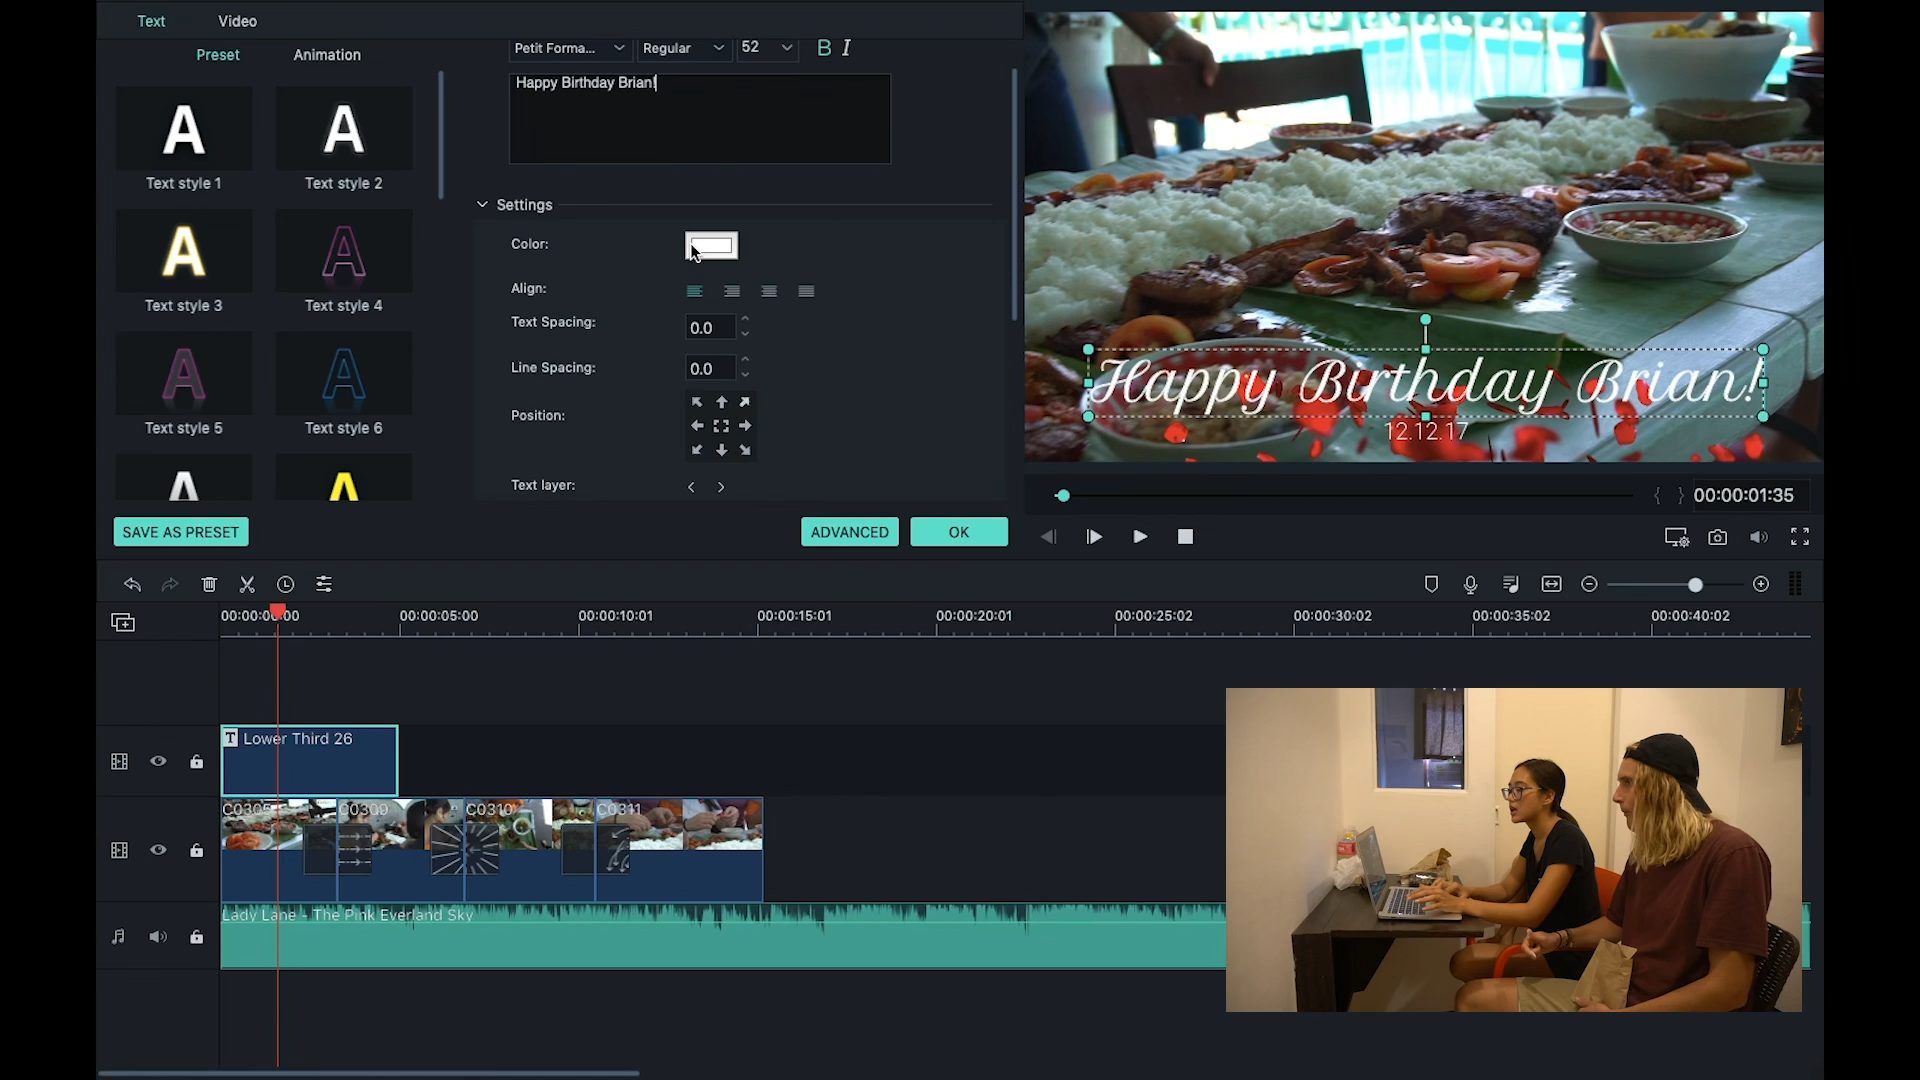 Text Video
Preset Animation
Petit Forma... Regular 52 B I
Happy Birthday Brian!
A A
Text style 1 Text style 2
A A
Text style 3 Text style 4
A A
Text style 5 Text style 6
A A
Settings
Color:
Align:
Text Spacing: 0.0
Line Spacing: 0.0
Position:
Text layer:
SAVE AS PRESET ADVANCED OK
Happy Birthday Brian!
12.12.17
00:00:01:35
00:00:00:00 00:00:05:00 00:00:10:01 00:00:15:01 00:00:20:01 00:00:25:02 00:00:30:02 00:00:35:02 00:00:40:02
T Lower Third 26
C0309 C0310 C0311
Lady Lane - The Pink Everland Sky